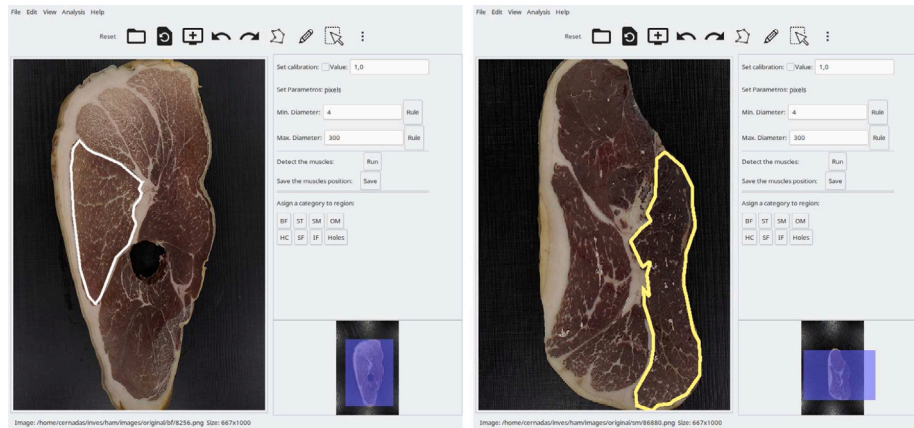 File Edit View Analysis Help
Reset
Set calibration: Value: 1,0
Set Parametros: pixels
Min. Diameter: 4 Rule
Max. Diameter: 300 Rule
Detect the muscles: Run
Save the muscles position: Save
Assign a category to region:
BF ST SM OM
HC SF IF Holes
Image: /home/cernadas/inves/ham/images/original/bf/8256.png Size: 667x1000
File Edit View Analysis Help
Reset
Set calibration: Value: 1,0
Set Parametros: pixels
Min. Diameter: 4 Rule
Max. Diameter: 300 Rule
Detect the muscles: Run
Save the muscles position: Save
Assign a category to region:
BF ST SM OM
HC SF IF Holes
Image: /home/cernadas/inves/ham/images/original/sm/86880.png Size: 667x1000